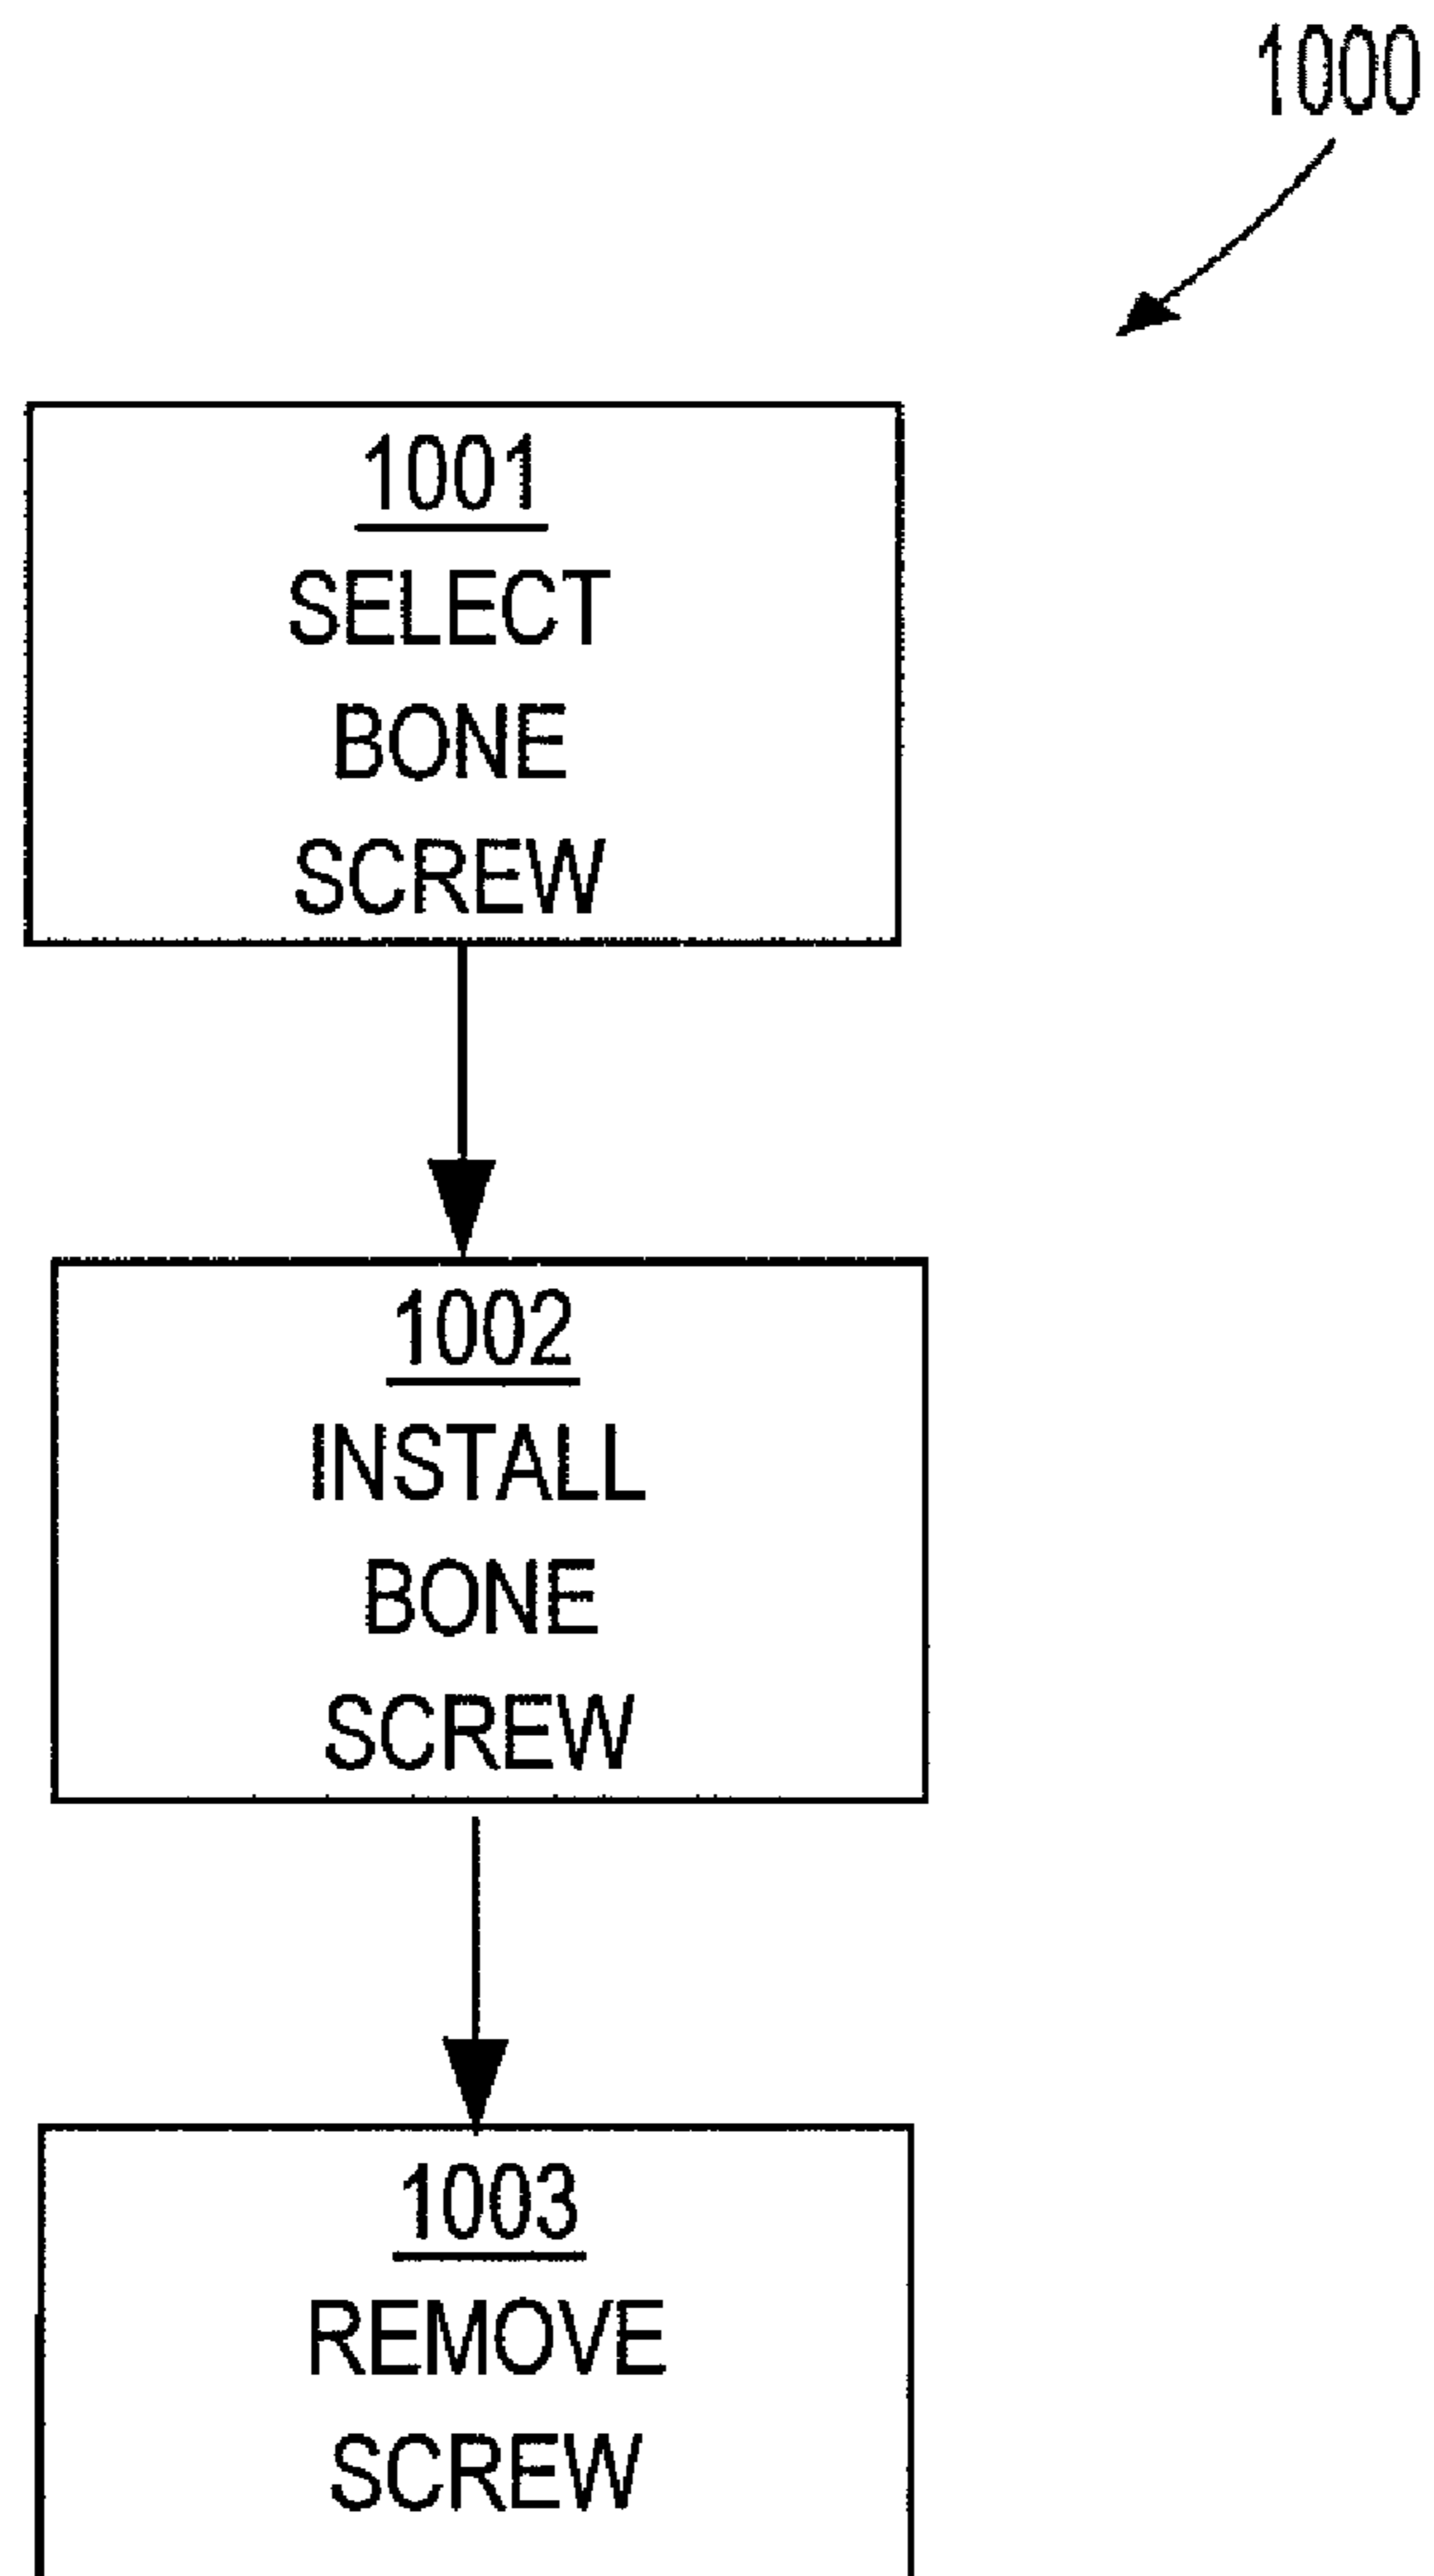 1000
1001
SELECT
BONE
SCREW
1002
INSTALL
BONE
SCREW
1003
REMOVE
SCREW